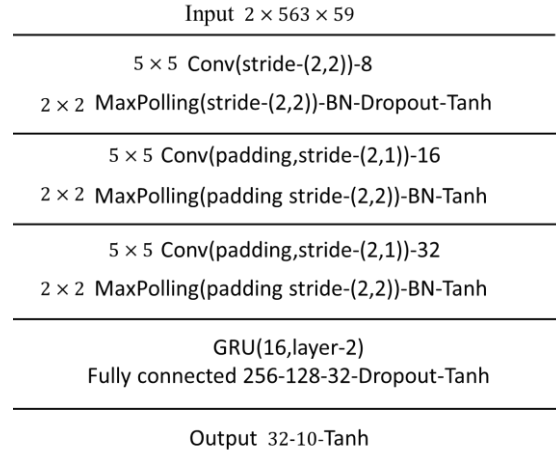 Input 2 × 563 × 59
5 × 5 Conv(stride-(2,2))-8
2 × 2 MaxPolling(stride-(2,2))-BN-Dropout-Tanh
5 × 5 Conv(padding,stride-(2,1))-16
2 × 2 MaxPolling(padding stride-(2,2))-BN-Tanh
5 × 5 Conv(padding,stride-(2,1))-32
2 × 2 MaxPolling(padding stride-(2,2))-BN-Tanh
GRU(16,layer-2)
Fully connected 256-128-32-Dropout-Tanh
Output 32-10-Tanh